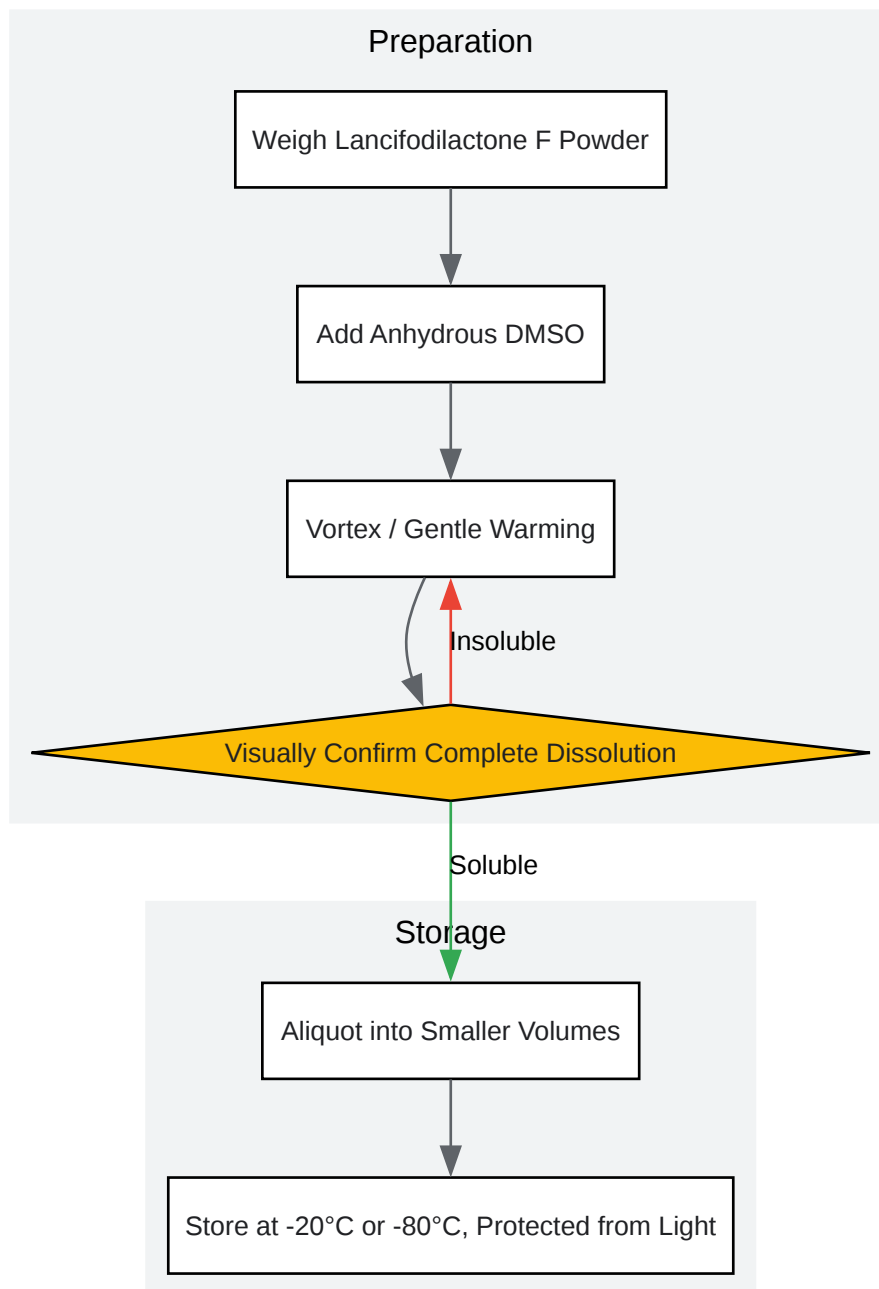 Preparation
Weigh Lancifodilactone F Powder
Add Anhydrous DMSO
Vortex / Gentle Warming
Insoluble
Visually Confirm Complete Dissolution
Soluble
Storage
Aliquot into Smaller Volumes
Store at -20°C or -80°C, Protected from Light